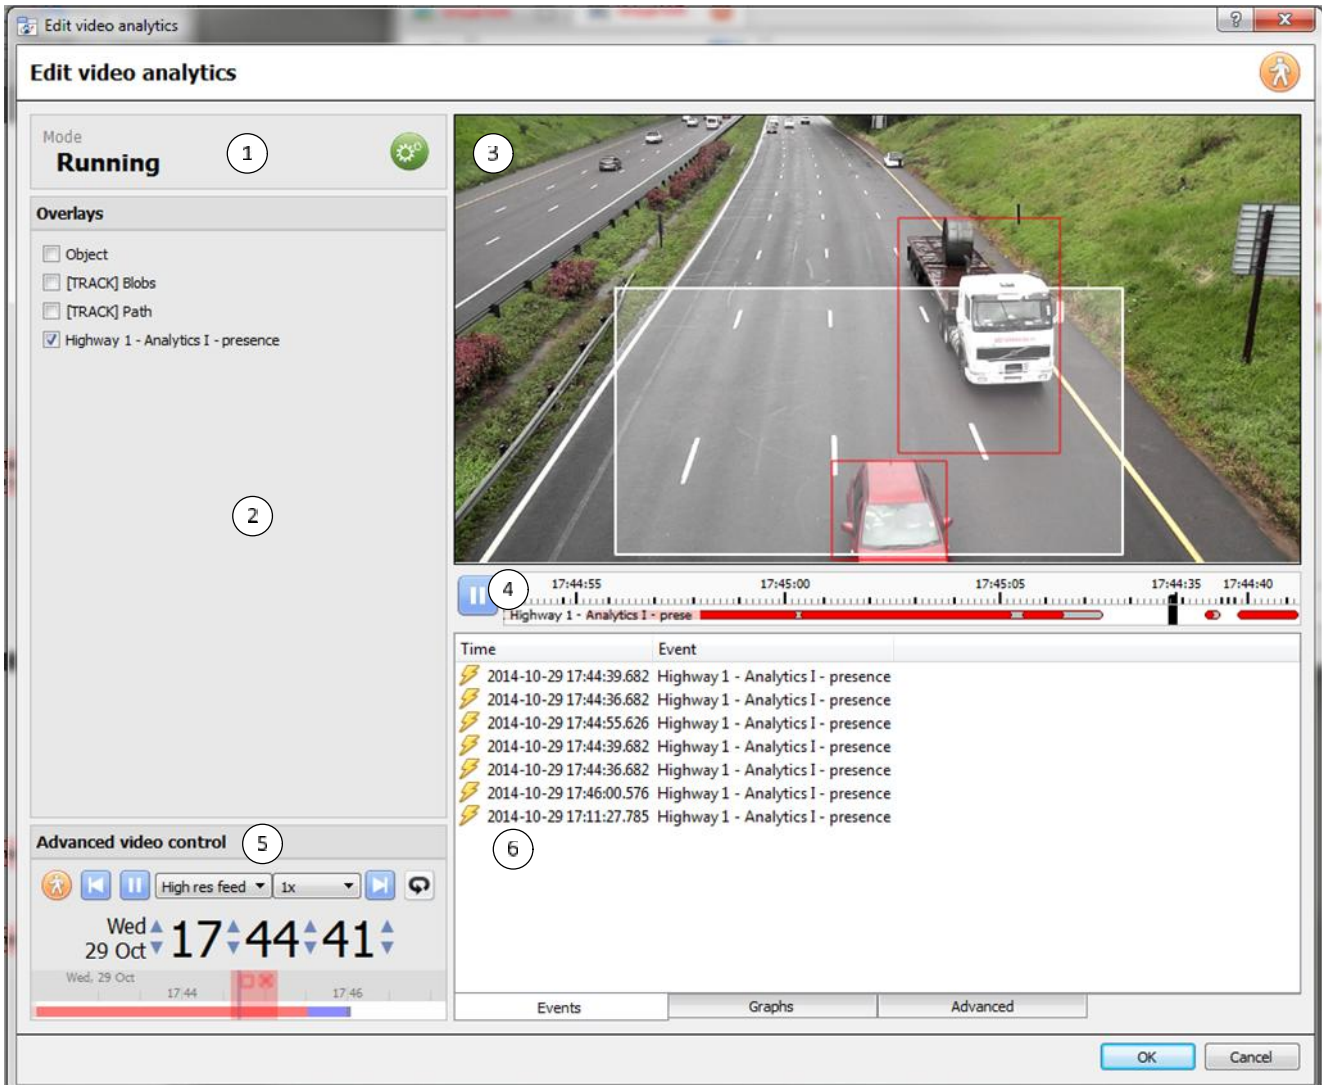 Edit video analytics
Edit video analytics
Mode
Running
1
Overlays
Object
[TRACK] Blobs
[TRACK] Path
Highway 1 - Analytics I - presence
2
3
4
17:44:55 17:45:00 17:45:05 17:44:35 17:44:40
Highway 1 - Analytics I - prese
Time Event
2014-10-29 17:44:39.682 Highway 1 - Analytics I - presence
2014-10-29 17:44:36.682 Highway 1 - Analytics I - presence
2014-10-29 17:44:55.626 Highway 1 - Analytics I - presence
2014-10-29 17:44:39.682 Highway 1 - Analytics I - presence
2014-10-29 17:44:36.682 Highway 1 - Analytics I - presence
2014-10-29 17:46:00.576 Highway 1 - Analytics I - presence
2014-10-29 17:11:27.785 Highway 1 - Analytics I - presence
6
Events Graphs Advanced
Advanced video control 5
High res feed 1x
Wed
29 Oct 17 44 41
Wed, 29 Oct
17:44 17:46
OK Cancel